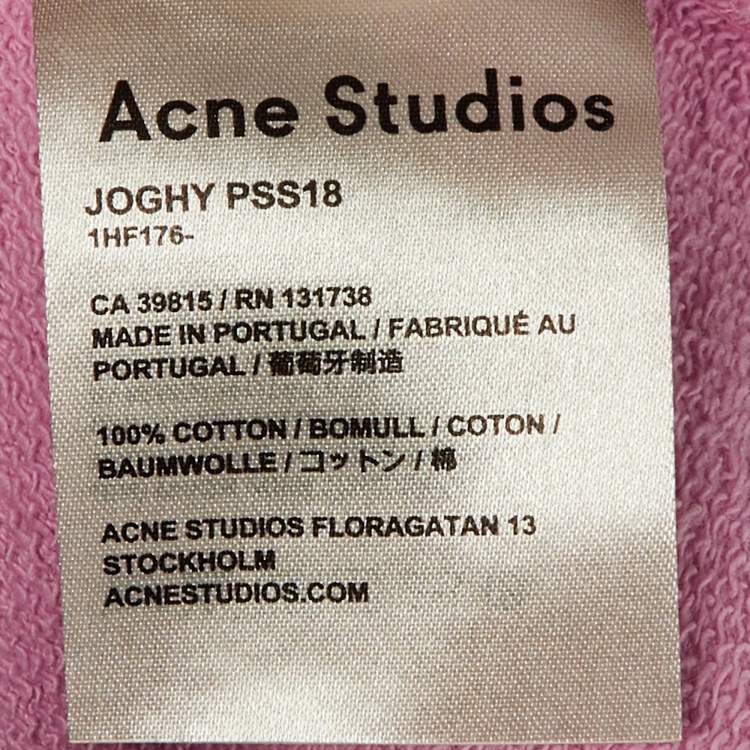 Acne Studios
JOGHY PSS18
1HF176-
CA 39815 / RN 131738
MADE IN PORTUGAL / FABRIQUÉ AU
PORTUGAL / 葡萄牙制造
100% COTTON / BOMULL / COTON /
BAUMWOLLE / コットン / 棉
ACNE STUDIOS FLORAGATAN 13
STOCKHOLM
ACNESTUDIOS.COM